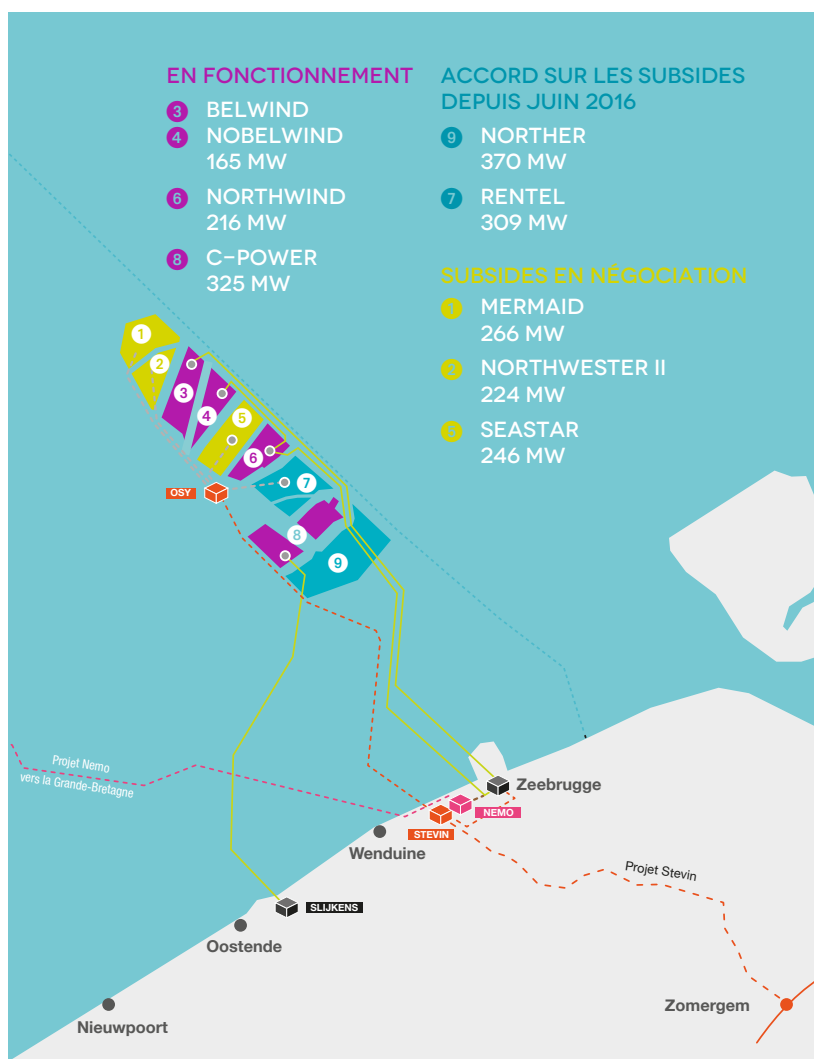 EN FONCTIONNEMENT
3 BELWIND
4 NOBELWIND
165 MW
6 NORTHWIND
216 MW
8 C-POWER
325 MW
ACCORD SUR LES SUBSIDES
DEPUIS JUIN 2016
9 NORTHER
370 MW
7 RENTEL
309 MW
SUBSIDES EN NÉGOCIATION
1 MERMAID
266 MW
2 NORTHWESTER II
224 MW
5 SEASTAR
246 MW
1
2
3
4
5
6
7
8
9
OSY
Projet Nemo
vers la Grande-Bretagne
Zeebrugge
NEMO
STEVIN
Wenduine
Projet Stevin
SLIJKENS
Oostende
Zomergem
Nieuwpoort